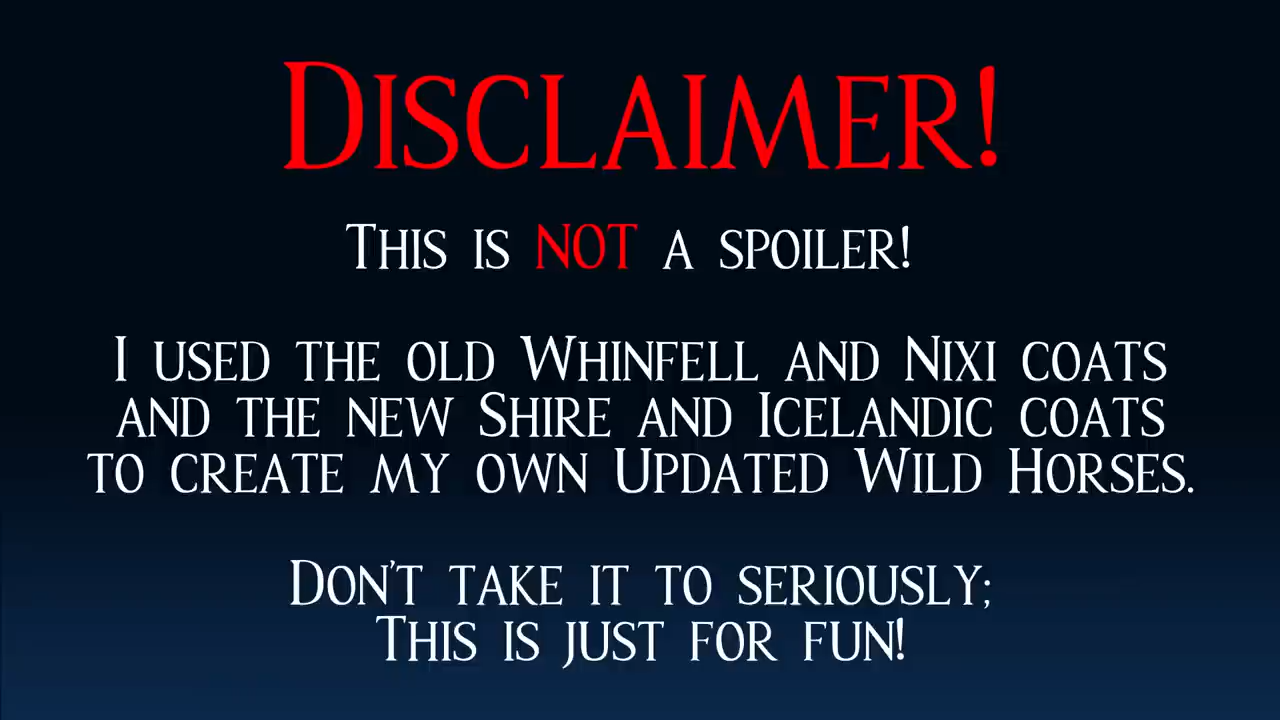 Disclaimer!
This is NOT a spoiler!
I used the old Whinfell and Nixi coats
and the new Shire and Icelandic coats
to create my own Updated Wild Horses.
Don't take it to seriously;
This is just for fun!